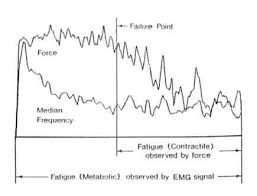 Failure Point
Force
Median
Frequency
Fatigue (Contractile)
observed by force
Fatigue (Metabolic) observed by EMG signal